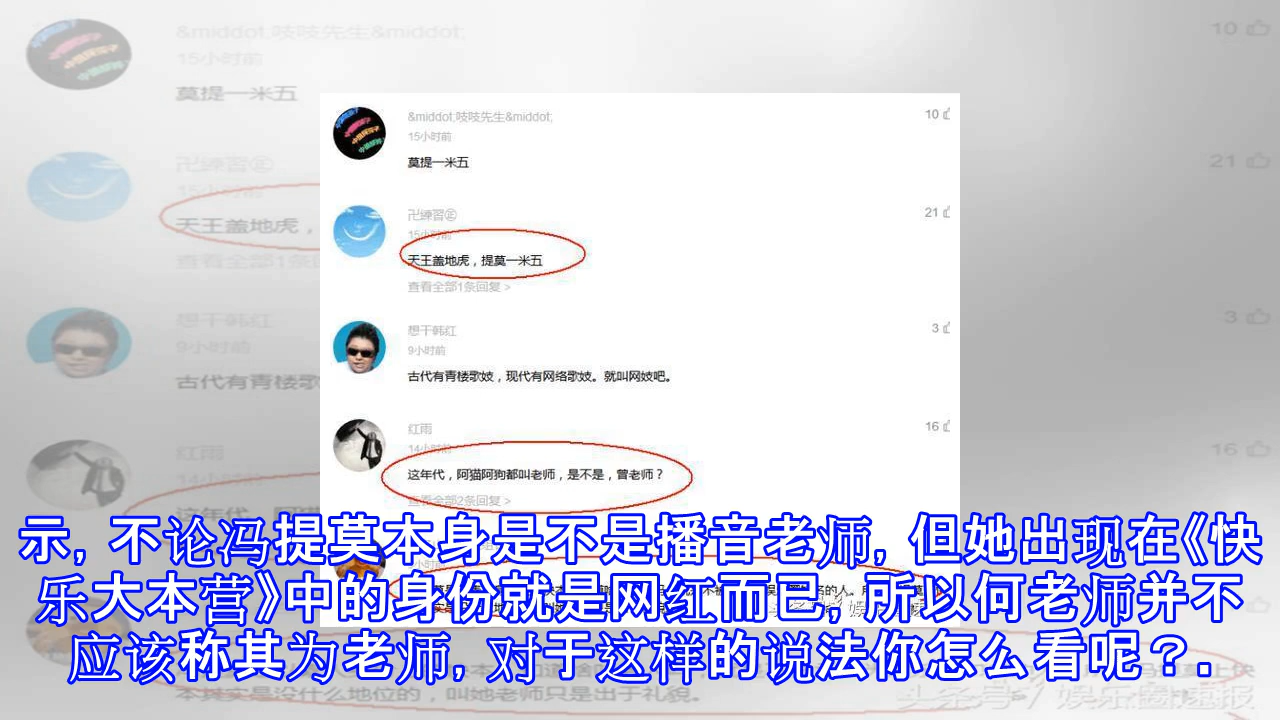 &middot;吱吱先生&middot;
10
15小时前
莫提一米五
卍練習㊣
21
15小时前
天王盖地虎，提莫一米五
查看全部1条回复 >
想干韩红
3
9小时前
古代有青楼歌妓，现代有网络歌妓。就叫网妓吧。
红雨
16
14小时前
这年代，阿猫阿狗都叫老师，是不是，曾老师？
查看全部2条回复 >
示, 不论冯提莫本身是不是播音老师, 但她出现在《快
乐大本营》中的身份就是网红而已, 所以何老师并不
应该称其为老师, 对于这样的说法你怎么看呢？.
本其实是没什么地位的，叫她老师只是出于礼貌。
头条号 / 娱乐圈速报